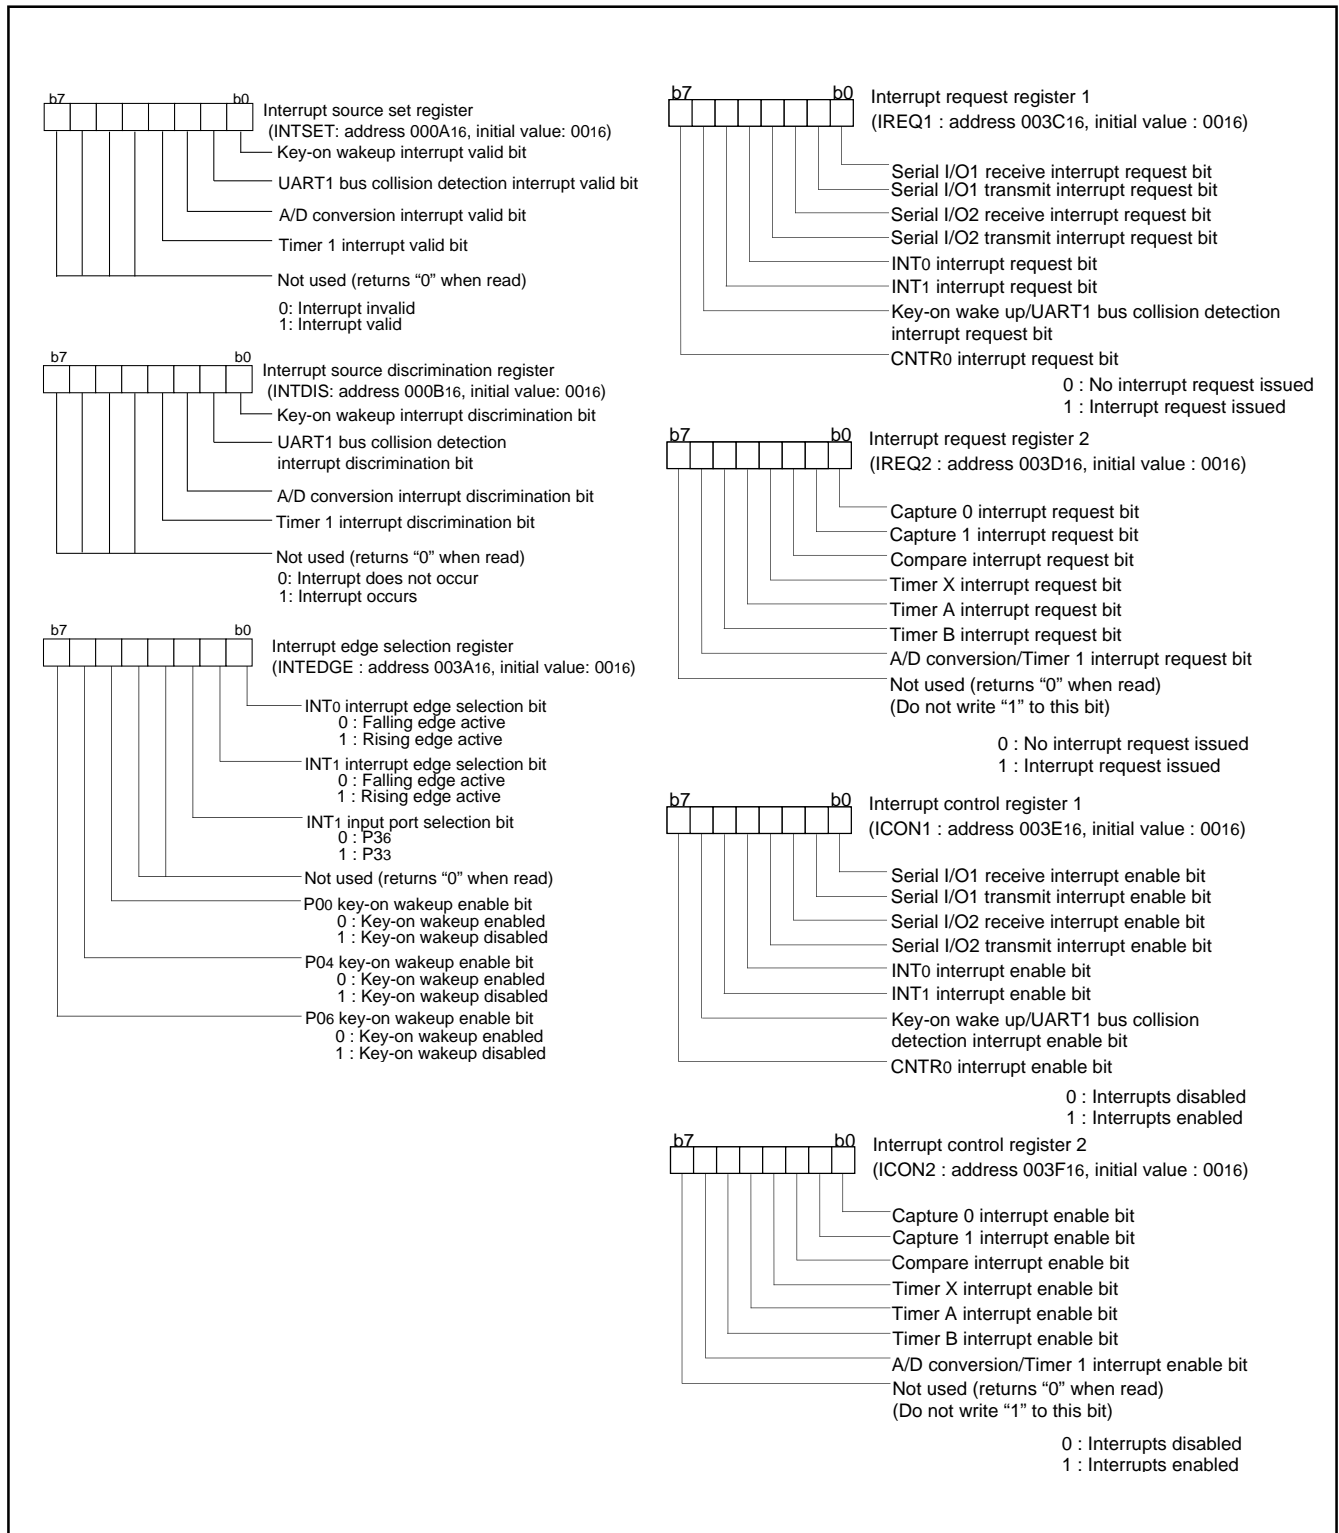 b7 b0
Interrupt source set register
(INTSET: address 000A16, initial value: 0016)
Key-on wakeup interrupt valid bit
UART1 bus collision detection interrupt valid bit
A/D conversion interrupt valid bit
Timer 1 interrupt valid bit
Not used (returns “0” when read)
0: Interrupt invalid
1: Interrupt valid
b7 b0
Interrupt source discrimination register
(INTDIS: address 000B16, initial value: 0016)
Key-on wakeup interrupt discrimination bit
UART1 bus collision detection
interrupt discrimination bit
A/D conversion interrupt discrimination bit
Timer 1 interrupt discrimination bit
Not used (returns “0” when read)
0: Interrupt does not occur
1: Interrupt occurs
b7 b0
Interrupt edge selection register
(INTEDGE : address 003A16, initial value: 0016)
INT0 interrupt edge selection bit
0 : Falling edge active
1 : Rising edge active
INT1 interrupt edge selection bit
0 : Falling edge active
1 : Rising edge active
INT1 input port selection bit
0 : P36
1 : P33
Not used (returns “0” when read)
P00 key-on wakeup enable bit
0 : Key-on wakeup enabled
1 : Key-on wakeup disabled
P04 key-on wakeup enable bit
0 : Key-on wakeup enabled
1 : Key-on wakeup disabled
P06 key-on wakeup enable bit
0 : Key-on wakeup enabled
1 : Key-on wakeup disabled
b7 b0
Interrupt request register 1
(IREQ1 : address 003C16, initial value : 0016)
Serial I/O1 receive interrupt request bit
Serial I/O1 transmit interrupt request bit
Serial I/O2 receive interrupt request bit
Serial I/O2 transmit interrupt request bit
INT0 interrupt request bit
INT1 interrupt request bit
Key-on wake up/UART1 bus collision detection
interrupt request bit
CNTR0 interrupt request bit
0 : No interrupt request issued
1 : Interrupt request issued
b7 b0
Interrupt request register 2
(IREQ2 : address 003D16, initial value : 0016)
Capture 0 interrupt request bit
Capture 1 interrupt request bit
Compare interrupt request bit
Timer X interrupt request bit
Timer A interrupt request bit
Timer B interrupt request bit
A/D conversion/Timer 1 interrupt request bit
Not used (returns “0” when read)
(Do not write “1” to this bit)
0 : No interrupt request issued
1 : Interrupt request issued
b7 b0
Interrupt control register 1
(ICON1 : address 003E16, initial value : 0016)
Serial I/O1 receive interrupt enable bit
Serial I/O1 transmit interrupt enable bit
Serial I/O2 receive interrupt enable bit
Serial I/O2 transmit interrupt enable bit
INT0 interrupt enable bit
INT1 interrupt enable bit
Key-on wake up/UART1 bus collision
detection interrupt enable bit
CNTR0 interrupt enable bit
0 : Interrupts disabled
1 : Interrupts enabled
b7 b0
Interrupt control register 2
(ICON2 : address 003F16, initial value : 0016)
Capture 0 interrupt enable bit
Capture 1 interrupt enable bit
Compare interrupt enable bit
Timer X interrupt enable bit
Timer A interrupt enable bit
Timer B interrupt enable bit
A/D conversion/Timer 1 interrupt enable bit
Not used (returns “0” when read)
(Do not write “1” to this bit)
0 : Interrupts disabled
1 : Interrupts enabled